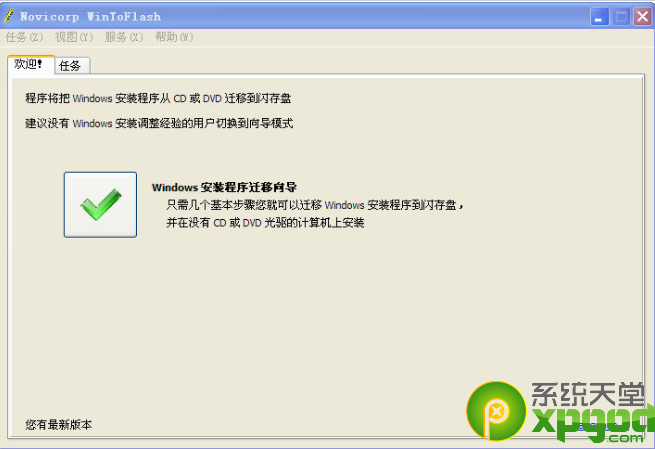 Novicorp WinToFlash
任务(Z) 视图(Y) 服务(X) 帮助(W)
欢迎! 任务
程序将把 Windows 安装程序从 CD 或 DVD 迁移到闪存盘
建议没有 Windows 安装调整经验的用户切换到向导模式
Windows 安装程序迁移向导
只需几个基本步骤您就可以迁移 Windows 安装程序到闪存盘，
并在没有 CD 或 DVD 光驱的计算机上安装
您有最新版本
系统天堂
xpgod
.com